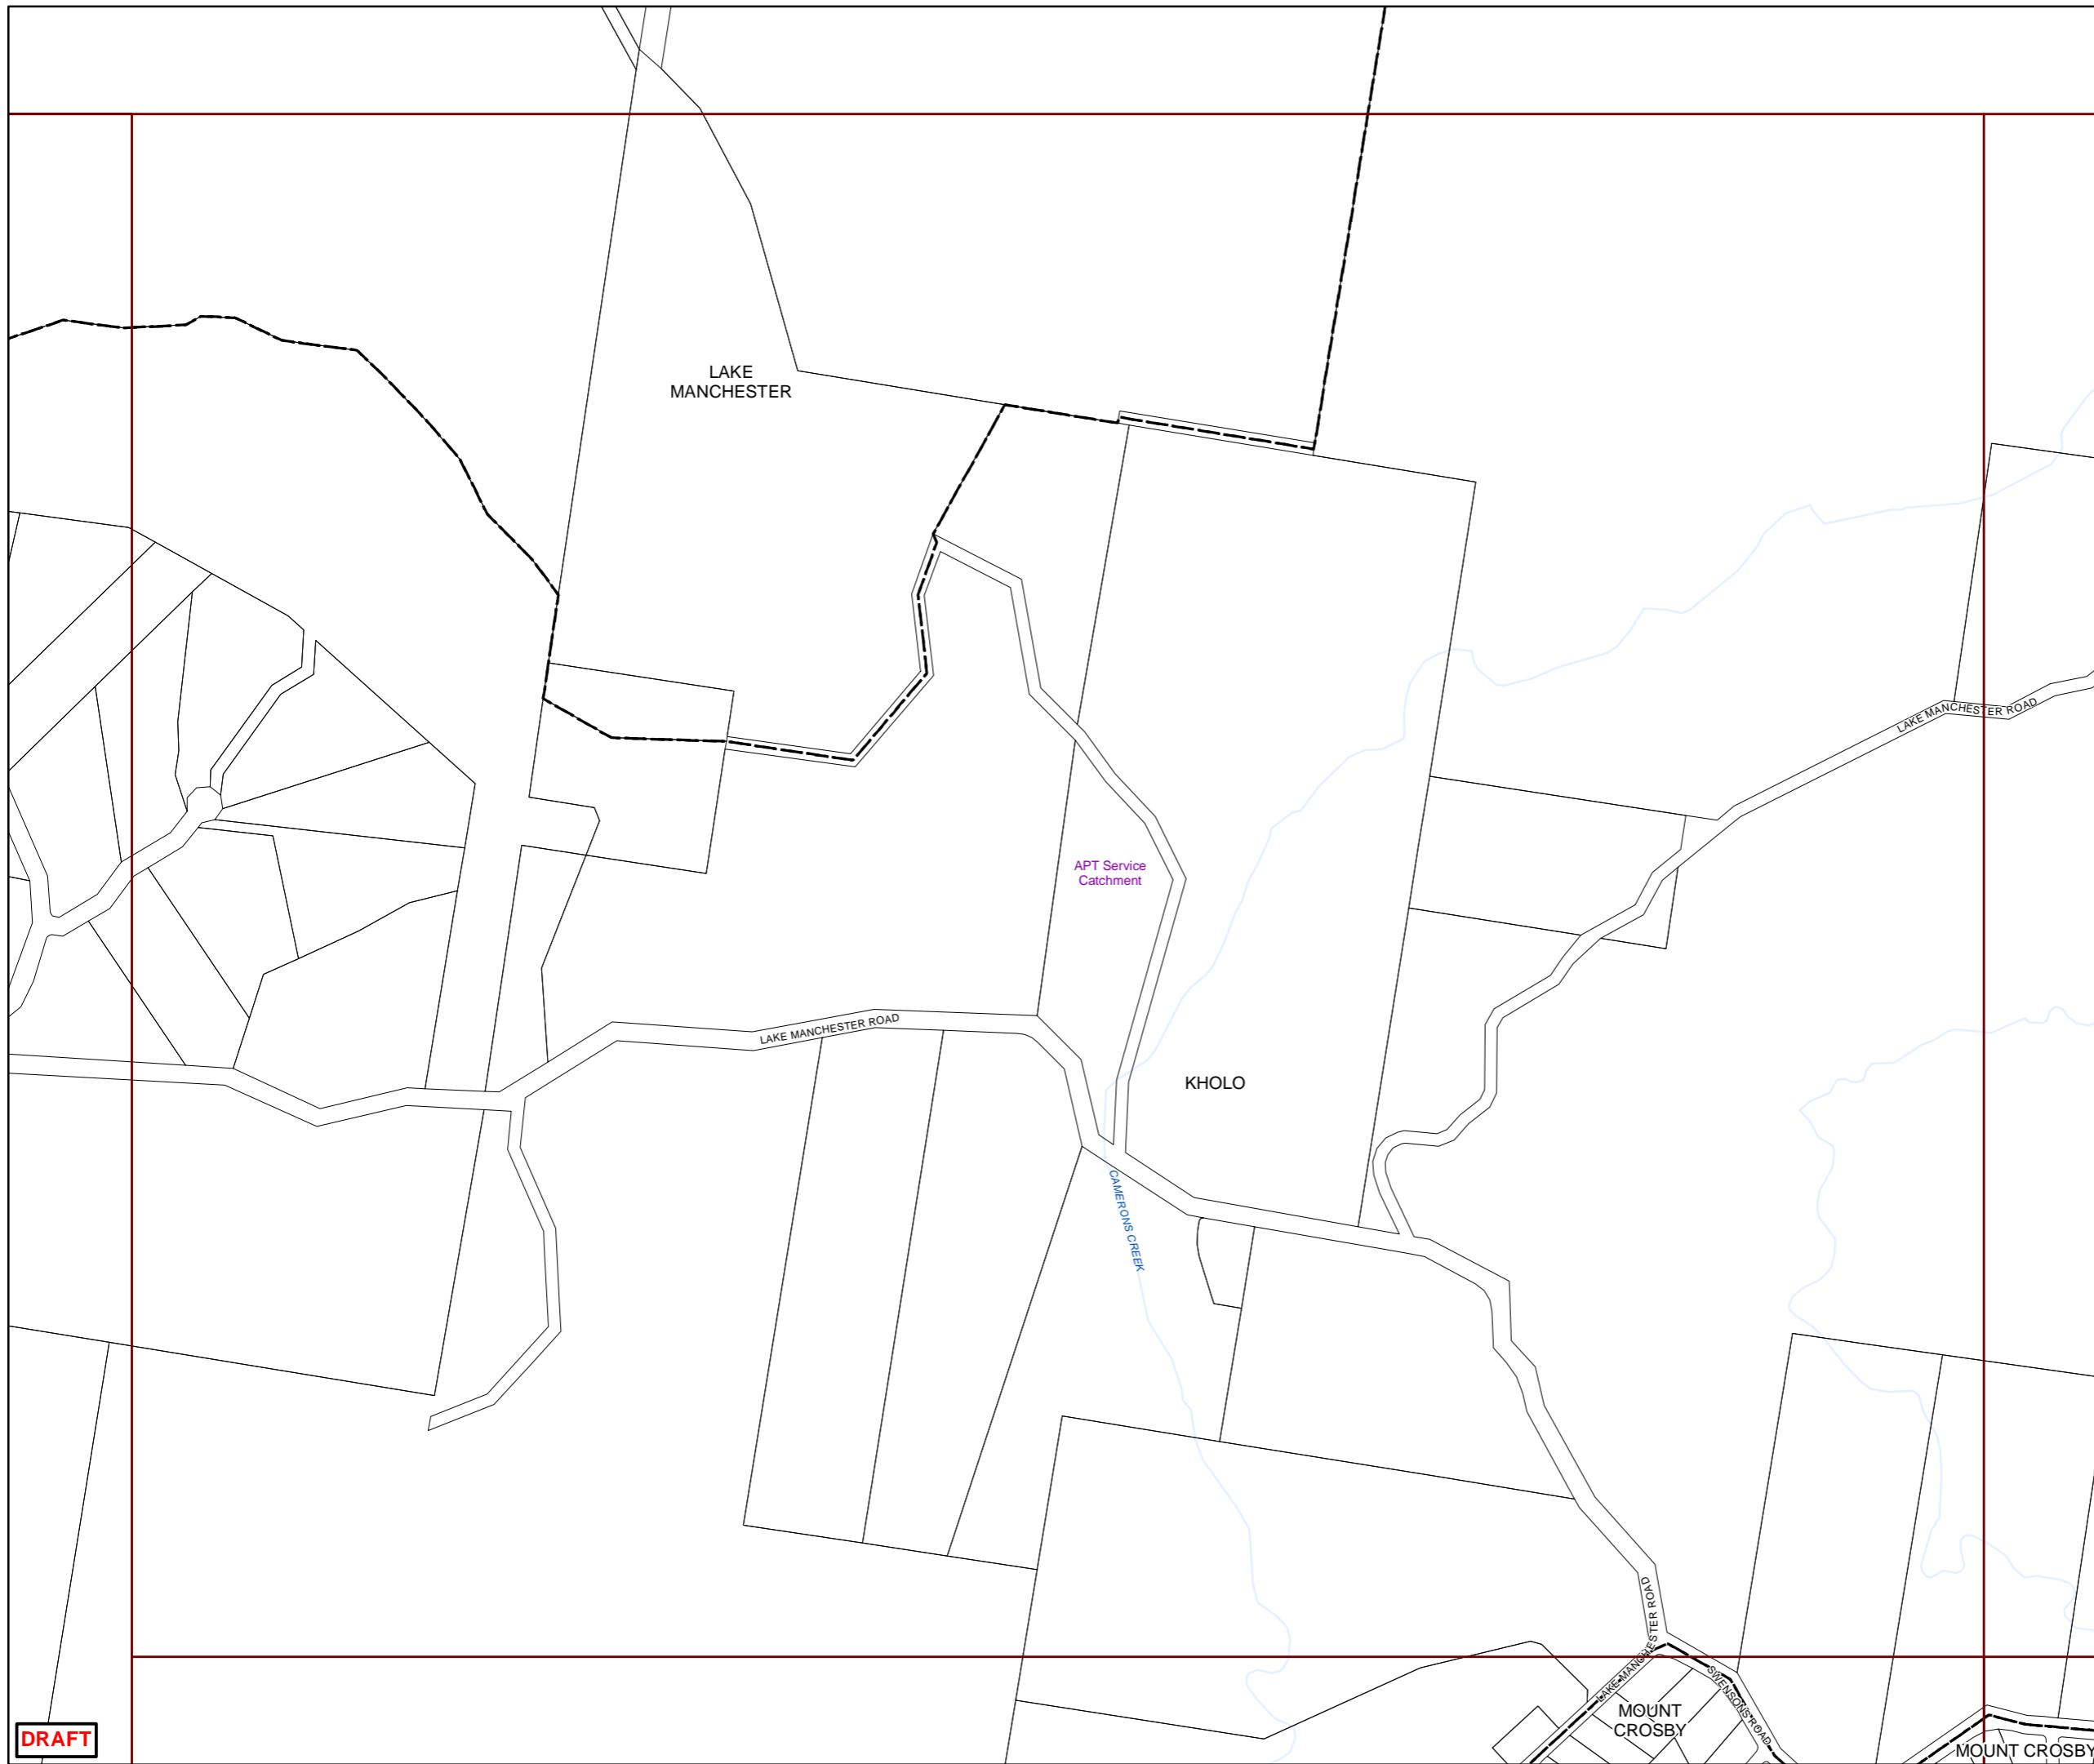 LAKE
MANCHESTER
LAKE MANCHESTER ROAD
APT Service
Catchment
LAKE MANCHESTER ROAD
KHOLO
CAMERONS CREEK
LAKE MANCHESTER ROAD
SWENSONS ROAD
MOUNT
CROSBY
DRAFT
MOUNT CROSBY